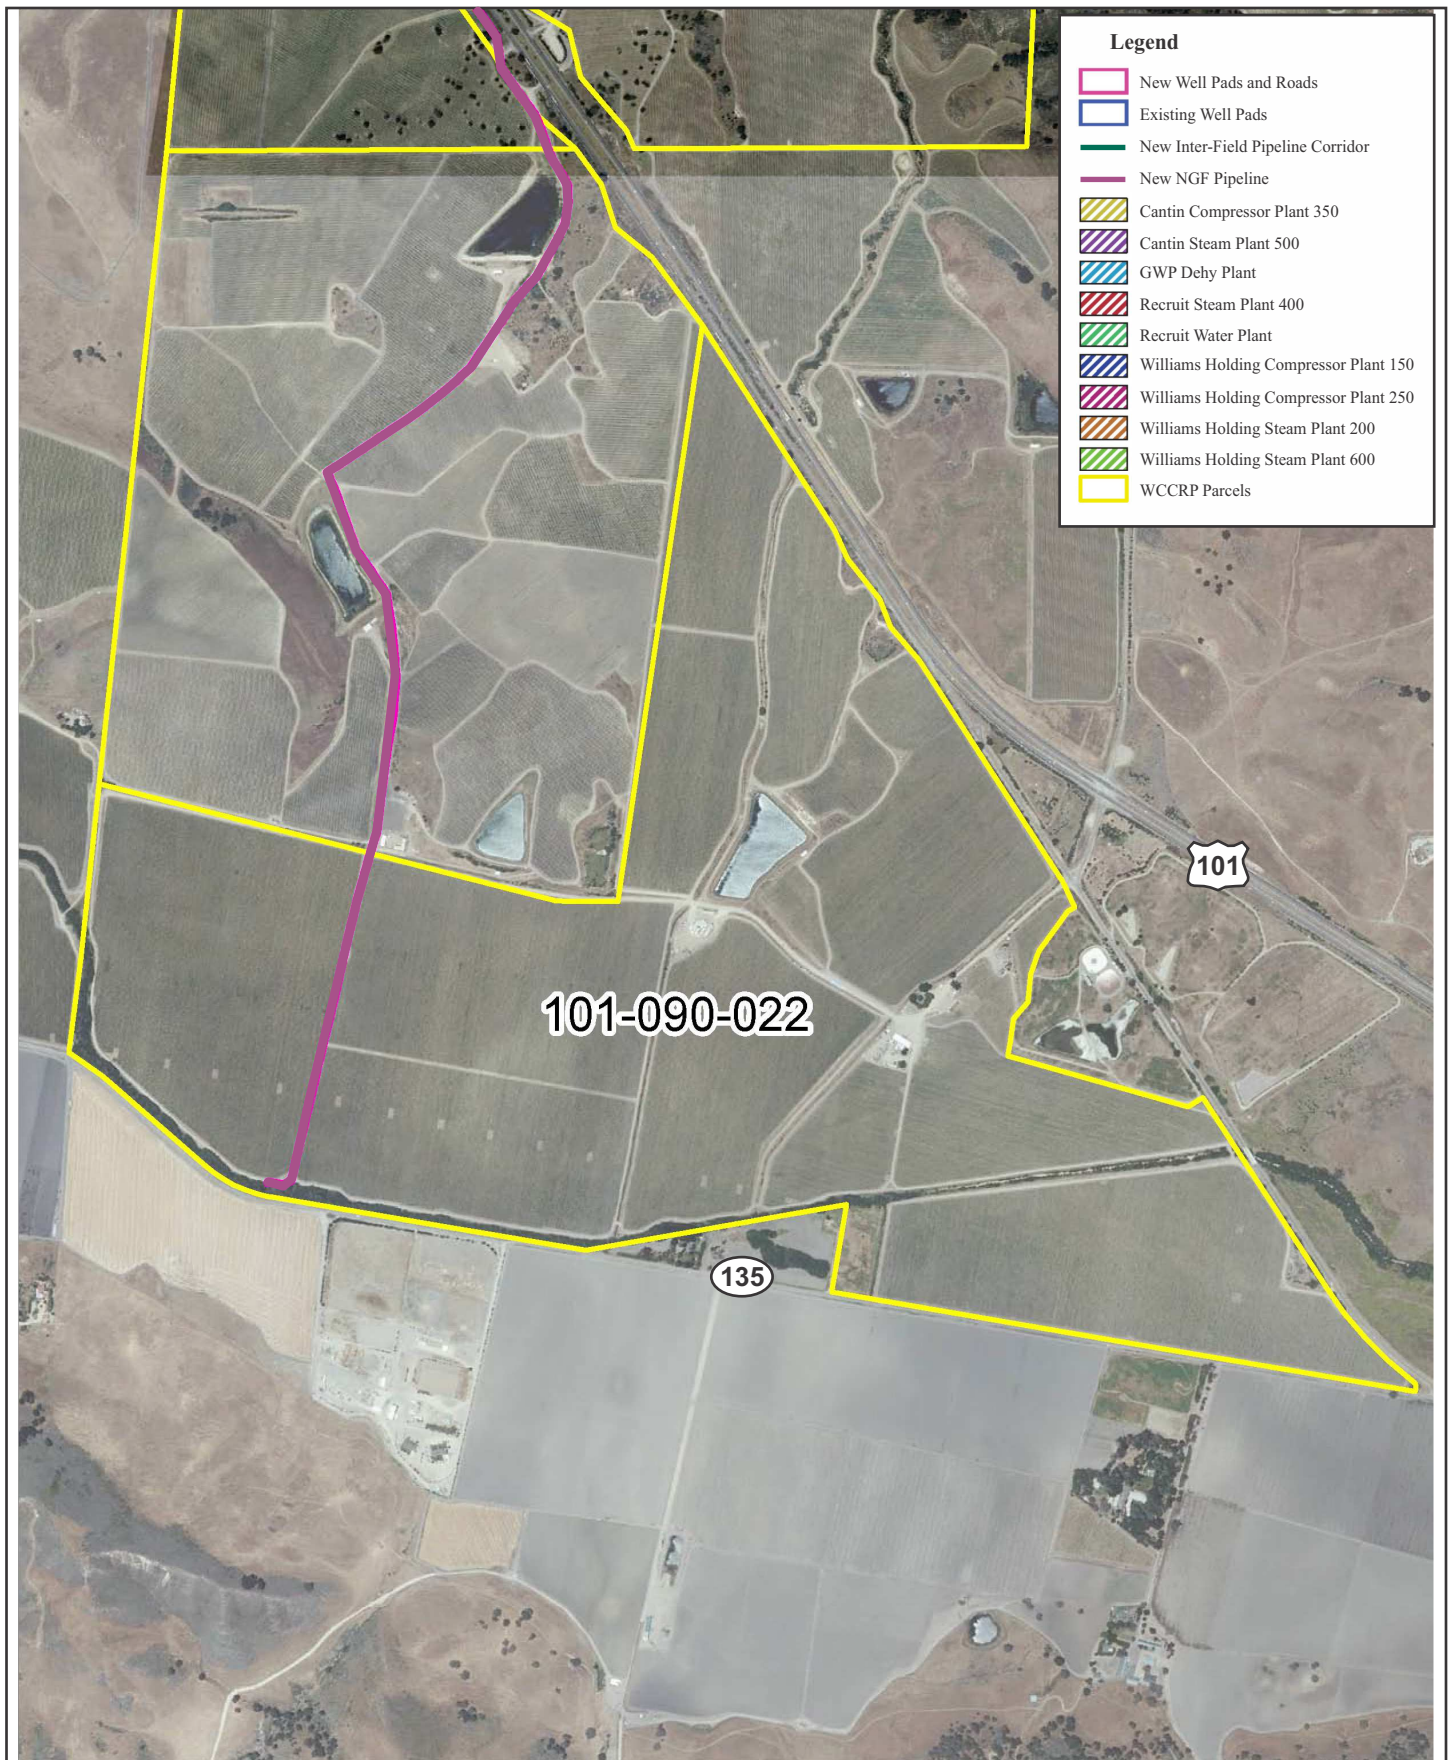 Legend
New Well Pads and Roads
Existing Well Pads
New Inter-Field Pipeline Corridor
New NGF Pipeline
Cantin Compressor Plant 350
Cantin Steam Plant 500
GWP Dehy Plant
Recruit Steam Plant 400
Recruit Water Plant
Williams Holding Compressor Plant 150
Williams Holding Compressor Plant 250
Williams Holding Steam Plant 200
Williams Holding Steam Plant 600
WCCRP Parcels
101
101-090-022
135